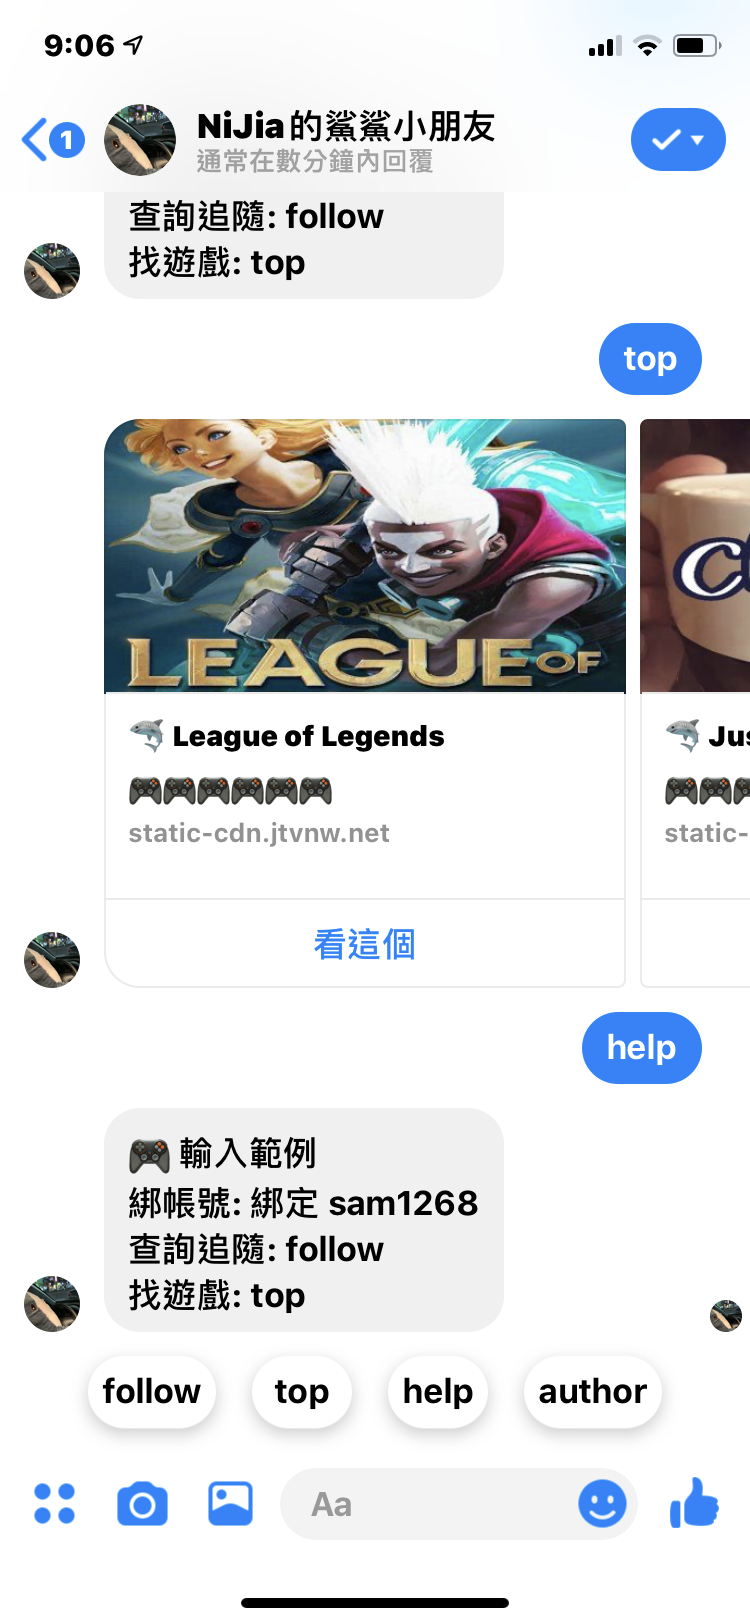 9:06
1
NiJia的鯊鯊小朋友
通常在數分鐘內回覆
查詢追隨: follow
找遊戲: top
top
LEAGUE OF
League of Legends
static-cdn.jtvnw.net
看這個
Jus
static-
help
輸入範例
綁帳號: 綁定 sam1268
查詢追隨: follow
找遊戲: top
follow
top
help
author
Aa